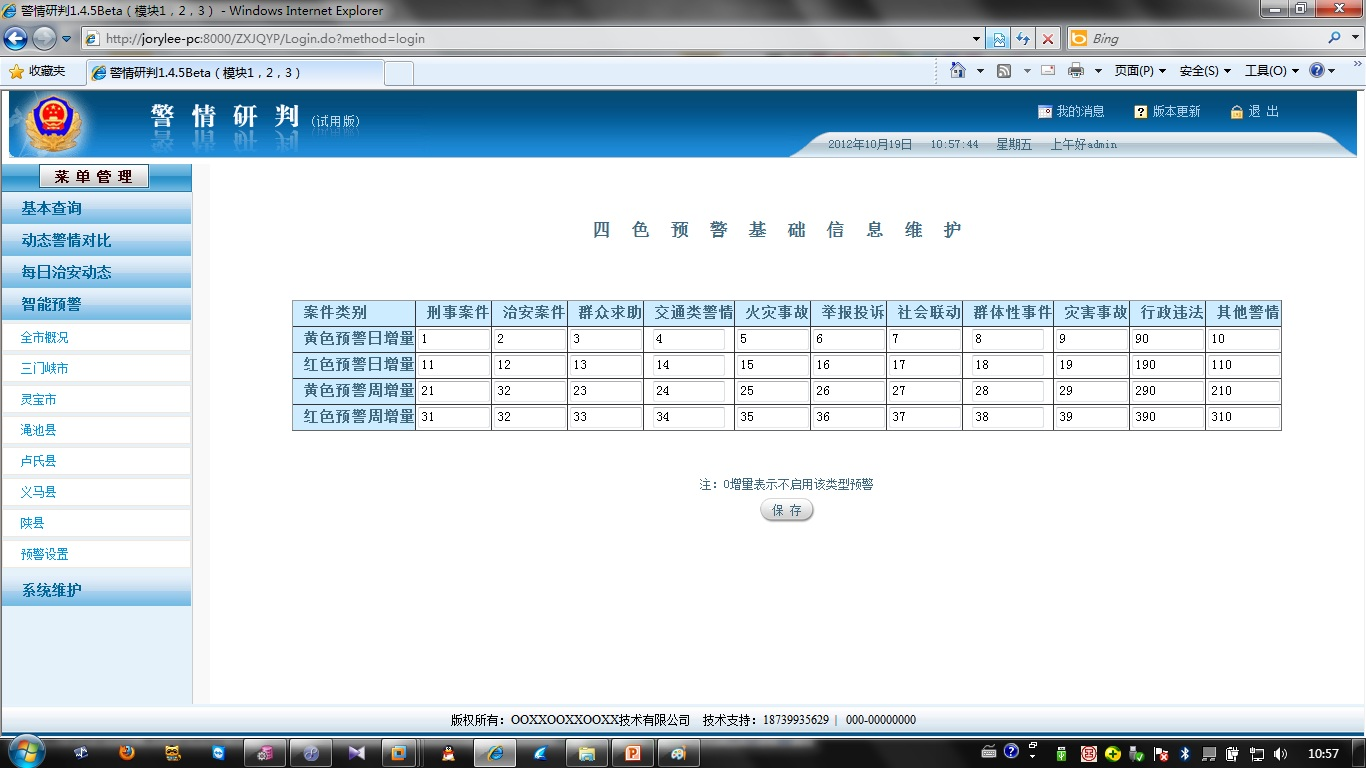 警情研判1.4.5Beta（模块1，2，3） - Windows Internet Explorer
http://jorylee-pc:8000/ZXJQYP/Login.do?method=login
Bing
收藏夹
警情研判1.4.5Beta（模块1，2，3）
页面(P)
安全(S)
工具(O)
警情研判 (试用版)
我的消息
版本更新
退 出
2012年10月19日 10:57:44 星期五 上午好admin
菜单管理
基本查询
动态警情对比
每日治安动态
智能预警
全市概况
三门峡市
灵宝市
渑池县
卢氏县
义马县
陕县
预警设置
系统维护
四色预警基础信息维护
案件类别 刑事案件 治安案件 群众求助 交通类警情 火灾事故 举报投诉 社会联动 群体性事件 灾害事故 行政违法 其他警情
黄色预警日增量 1 2 3 4 5 6 7 8 9 90 10
红色预警日增量 11 12 13 14 15 16 17 18 19 190 110
黄色预警周增量 21 32 23 24 25 26 27 28 29 290 210
红色预警周增量 31 32 33 34 35 36 37 38 39 390 310
注：0增量表示不启用该类型预警
保 存
版权所有：OOXXOOXXOOXX技术有限公司 技术支持：18739935629 | 000-00000000
10:57